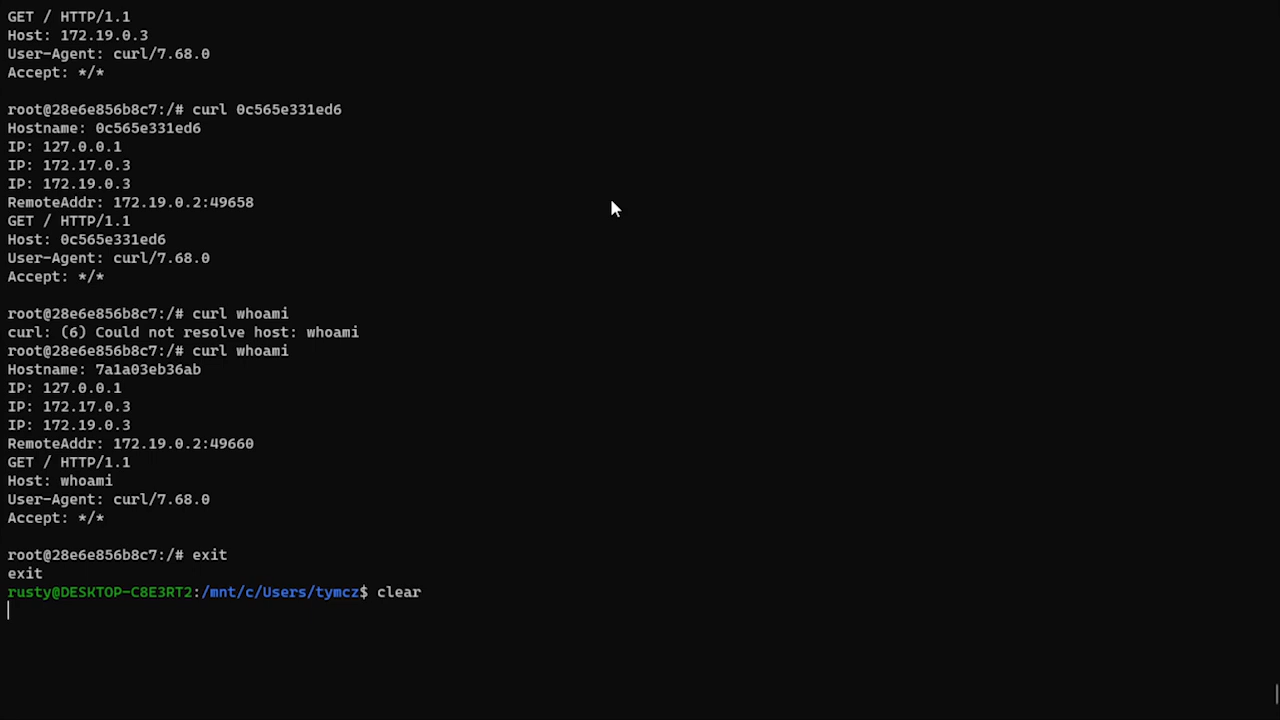 GET / HTTP/1.1
Host: 172.19.0.3
User-Agent: curl/7.68.0
Accept: */*
root@28e6e856b8c7:/# curl 0c565e331ed6
Hostname: 0c565e331ed6
IP: 127.0.0.1
IP: 172.17.0.3
IP: 172.19.0.3
RemoteAddr: 172.19.0.2:49658
GET / HTTP/1.1
Host: 0c565e331ed6
User-Agent: curl/7.68.0
Accept: */*
root@28e6e856b8c7:/# curl whoami
curl: (6) Could not resolve host: whoami
root@28e6e856b8c7:/# curl whoami
Hostname: 7a1a03eb36ab
IP: 127.0.0.1
IP: 172.17.0.3
IP: 172.19.0.3
RemoteAddr: 172.19.0.2:49660
GET / HTTP/1.1
Host: whoami
User-Agent: curl/7.68.0
Accept: */*
root@28e6e856b8c7:/# exit
exit
rusty@DESKTOP-C8E3RT2:/mnt/c/Users/tymcz$ clear